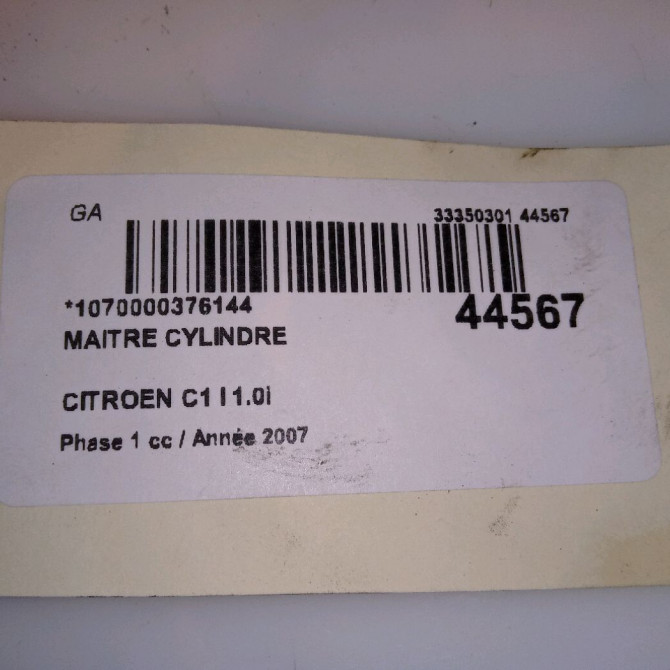 GA
33350301 44567
*1070000376144
44567
MAITRE CYLINDRE
CITROEN C1 I 1.0i
Phase 1 cc / Année 2007